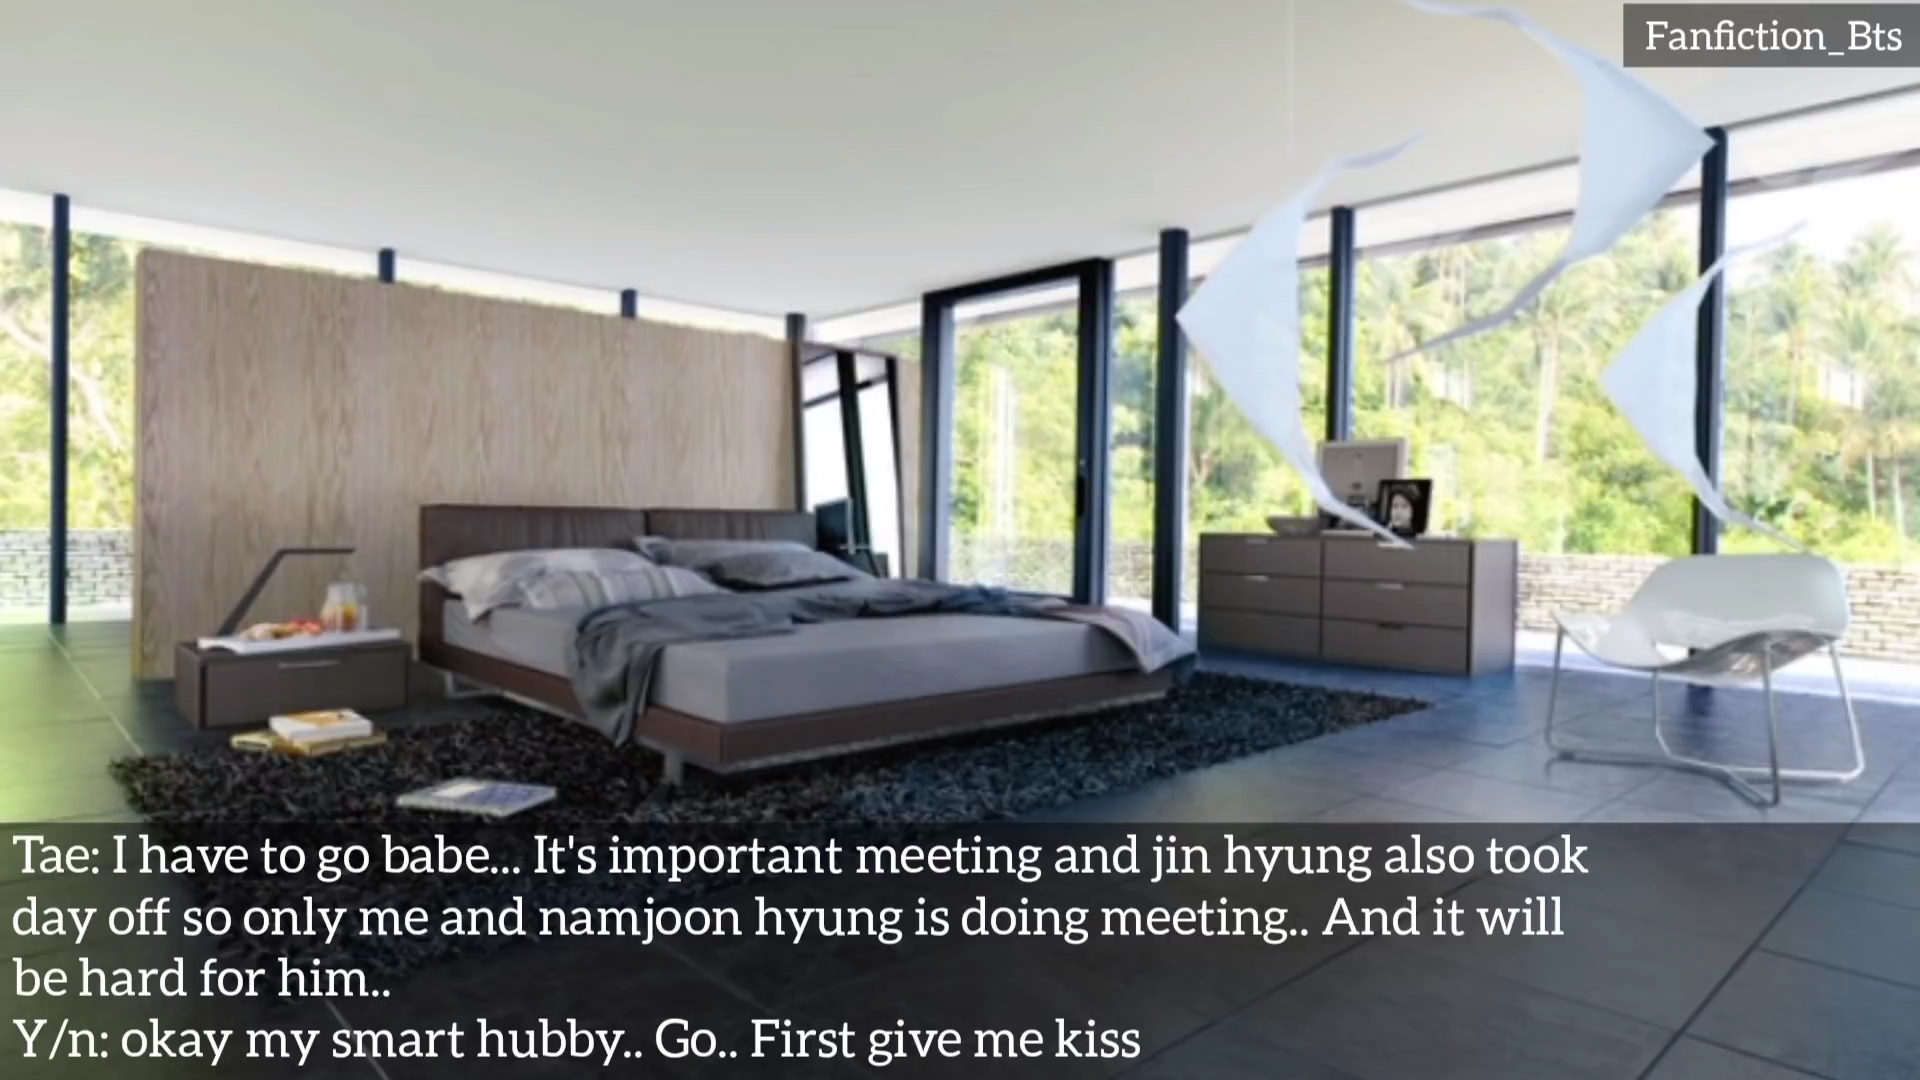 Fanfiction_Bts
Tae: I have to go babe... It's important meeting and jin hyung also took
day off so only me and namjoon hyung is doing meeting.. And it will
be hard for him..
Y/n: okay my smart hubby.. Go.. First give me kiss